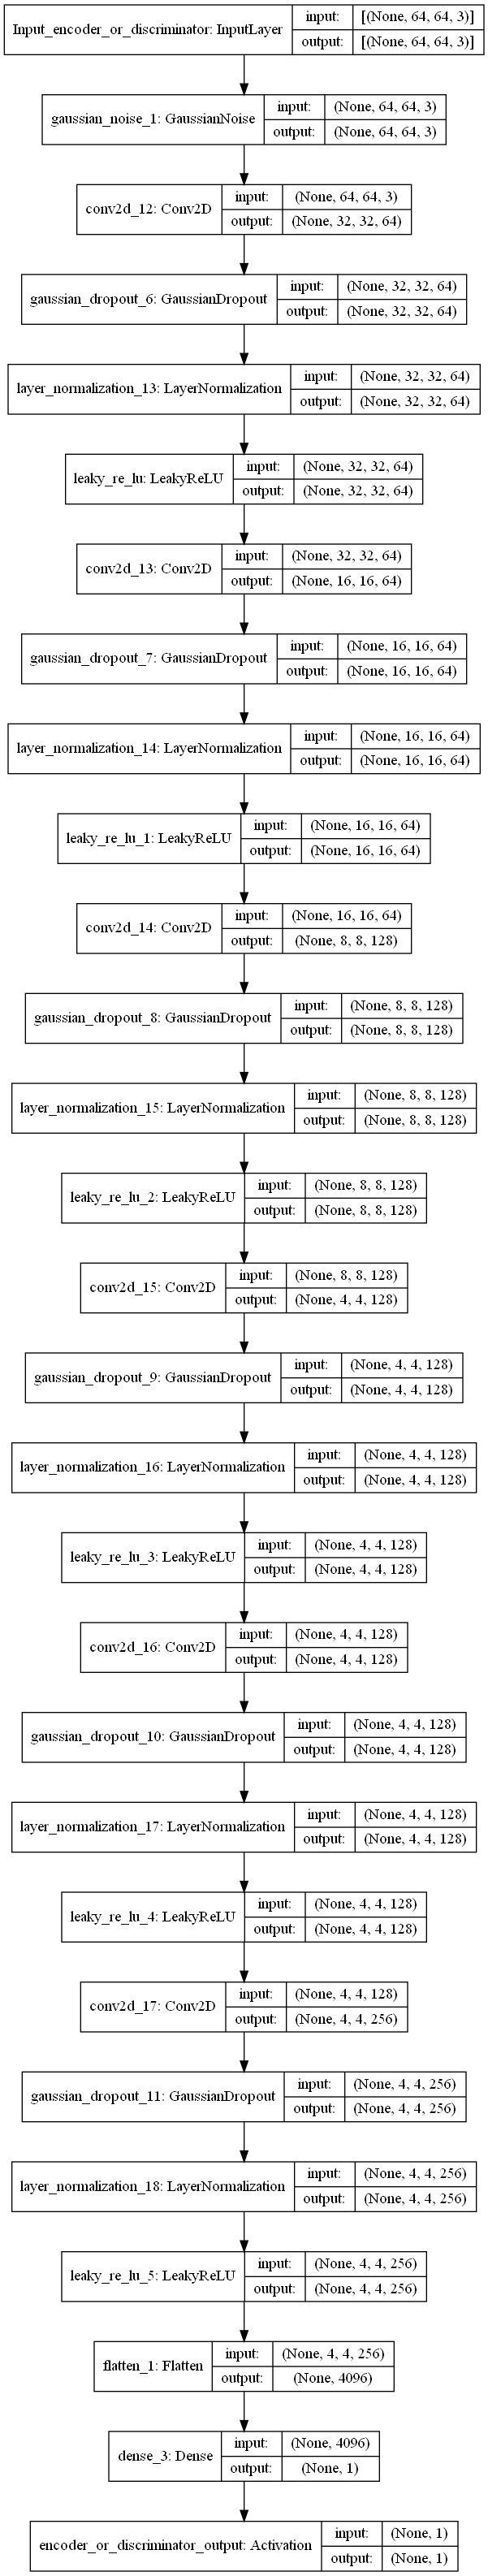 Input_encoder_or_discriminator: InputLayer
input: [(None, 64, 64, 3)]
output: [(None, 64, 64, 3)]
gaussian_noise_1: GaussianNoise
input: (None, 64, 64, 3)
output: (None, 64, 64, 3)
conv2d_12: Conv2D
input: (None, 64, 64, 3)
output: (None, 32, 32, 64)
gaussian_dropout_6: GaussianDropout
input: (None, 32, 32, 64)
output: (None, 32, 32, 64)
layer_normalization_13: LayerNormalization
input: (None, 32, 32, 64)
output: (None, 32, 32, 64)
leaky_re_lu: LeakyReLU
input: (None, 32, 32, 64)
output: (None, 32, 32, 64)
conv2d_13: Conv2D
input: (None, 32, 32, 64)
output: (None, 16, 16, 64)
gaussian_dropout_7: GaussianDropout
input: (None, 16, 16, 64)
output: (None, 16, 16, 64)
layer_normalization_14: LayerNormalization
input: (None, 16, 16, 64)
output: (None, 16, 16, 64)
leaky_re_lu_1: LeakyReLU
input: (None, 16, 16, 64)
output: (None, 16, 16, 64)
conv2d_14: Conv2D
input: (None, 16, 16, 64)
output: (None, 8, 8, 128)
gaussian_dropout_8: GaussianDropout
input: (None, 8, 8, 128)
output: (None, 8, 8, 128)
layer_normalization_15: LayerNormalization
input: (None, 8, 8, 128)
output: (None, 8, 8, 128)
leaky_re_lu_2: LeakyReLU
input: (None, 8, 8, 128)
output: (None, 8, 8, 128)
conv2d_15: Conv2D
input: (None, 8, 8, 128)
output: (None, 4, 4, 128)
gaussian_dropout_9: GaussianDropout
input: (None, 4, 4, 128)
output: (None, 4, 4, 128)
layer_normalization_16: LayerNormalization
input: (None, 4, 4, 128)
output: (None, 4, 4, 128)
leaky_re_lu_3: LeakyReLU
input: (None, 4, 4, 128)
output: (None, 4, 4, 128)
conv2d_16: Conv2D
input: (None, 4, 4, 128)
output: (None, 4, 4, 128)
gaussian_dropout_10: GaussianDropout
input: (None, 4, 4, 128)
output: (None, 4, 4, 128)
layer_normalization_17: LayerNormalization
input: (None, 4, 4, 128)
output: (None, 4, 4, 128)
leaky_re_lu_4: LeakyReLU
input: (None, 4, 4, 128)
output: (None, 4, 4, 128)
conv2d_17: Conv2D
input: (None, 4, 4, 128)
output: (None, 4, 4, 256)
gaussian_dropout_11: GaussianDropout
input: (None, 4, 4, 256)
output: (None, 4, 4, 256)
layer_normalization_18: LayerNormalization
input: (None, 4, 4, 256)
output: (None, 4, 4, 256)
leaky_re_lu_5: LeakyReLU
input: (None, 4, 4, 256)
output: (None, 4, 4, 256)
flatten_1: Flatten
input: (None, 4, 4, 256)
output: (None, 4096)
dense_3: Dense
input: (None, 4096)
output: (None, 1)
encoder_or_discriminator_output: Activation
input: (None, 1)
output: (None, 1)